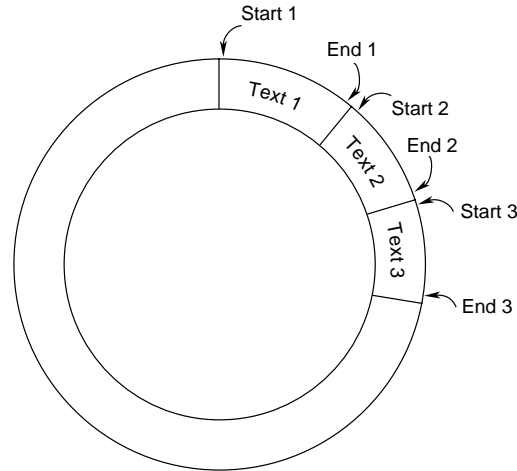 Start 1
End 1
Text 1
Start 2
Text 2
End 2
Start 3
Text 3
End 3